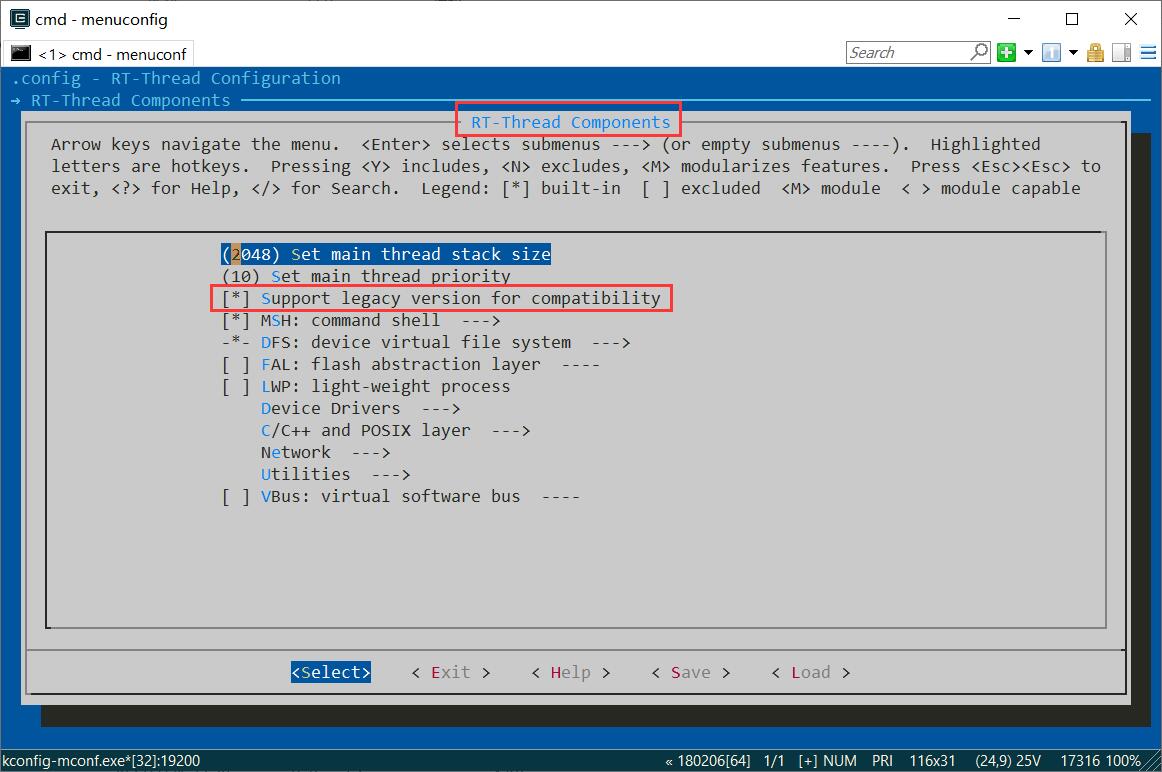 cmd - menuconfig
<1> cmd - menuconf
Search
.config - RT-Thread Configuration
→ RT-Thread Components
RT-Thread Components
Arrow keys navigate the menu.  <Enter> selects submenus ---> (or empty submenus ----).  Highlighted
letters are hotkeys.  Pressing <Y> includes, <N> excludes, <M> modularizes features.  Press <Esc><Esc> to
exit, <?> for Help, </> for Search.  Legend: [*] built-in  [ ] excluded  <M> module  < > module capable
(2048) Set main thread stack size
(10) Set main thread priority
[*] Support legacy version for compatibility
[*] MSH: command shell  --->
-*- DFS: device virtual file system  --->
[ ] FAL: flash abstraction layer  ----
[ ] LWP: light-weight process
Device Drivers  --->
C/C++ and POSIX layer  --->
Network  --->
Utilities  --->
[ ] VBus: virtual software bus  ----
<Select>    < Exit >    < Help >    < Save >    < Load >
kconfig-mconf.exe*[32]:19200    « 180206[64]  1/1  [+] NUM  PRI  116x31  (24,9) 25V  17316 100%